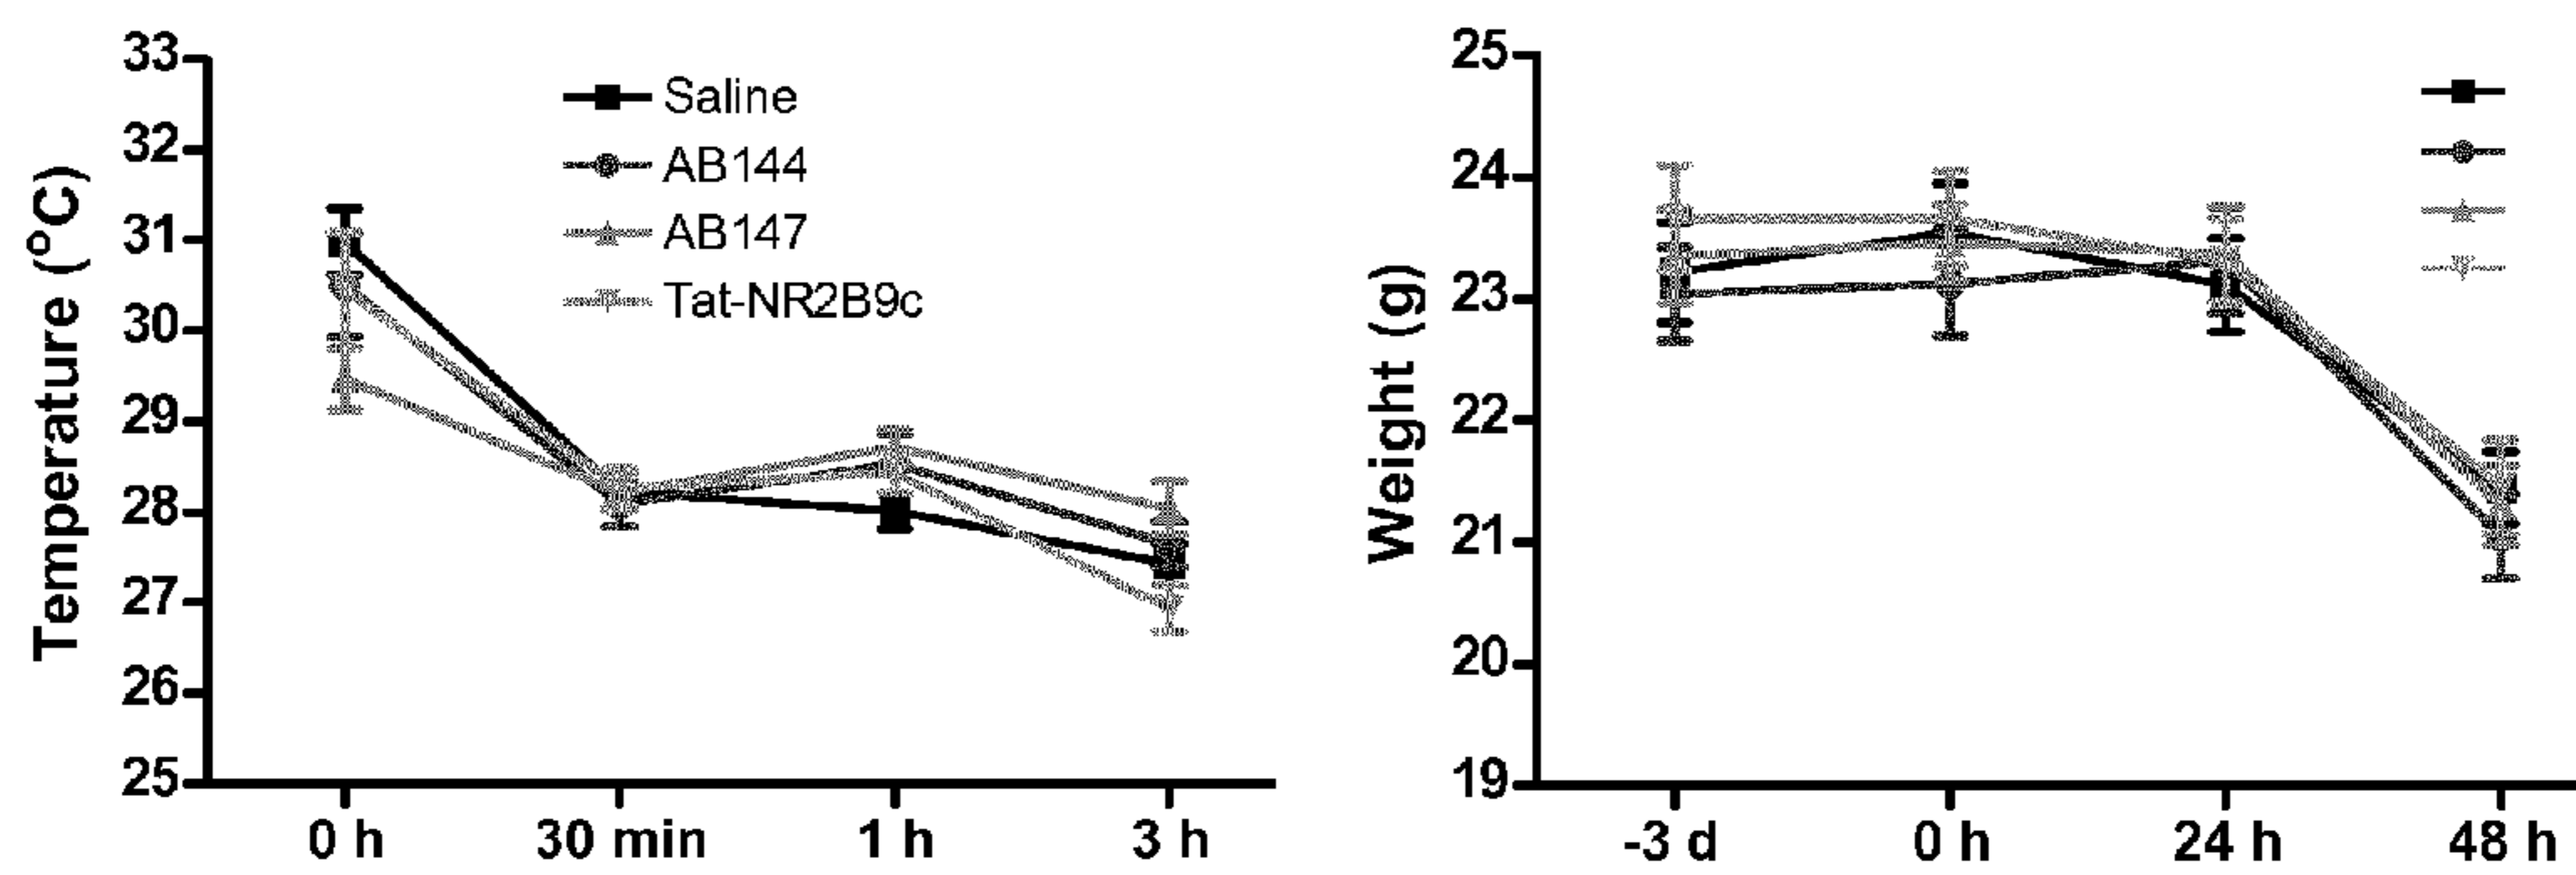 33
32
31
30
29
28
27
26
25
Temperature (°C)
Saline
AB144
AB147
Tat-NR2B9c
0 h
30 min
1 h
3 h
25
24
23
22
21
20
19
Weight (g)
-3 d
0 h
24 h
48 h